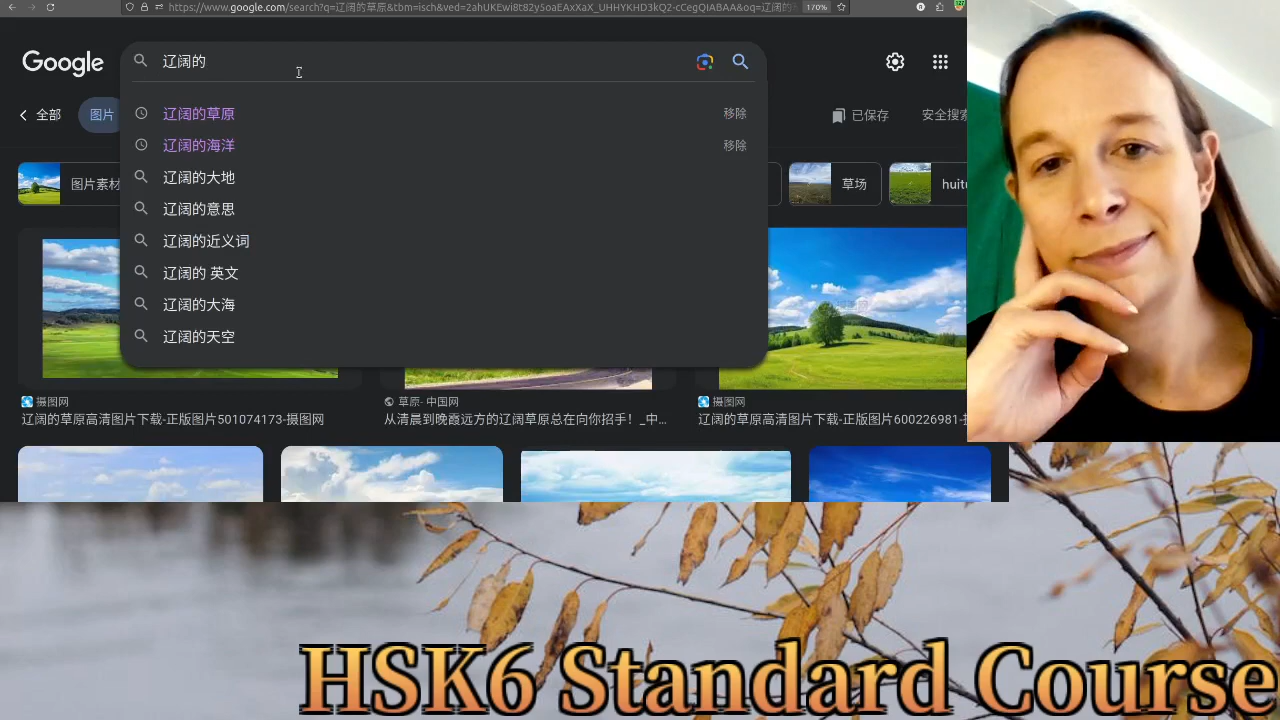 https://www.google.com/search?q=辽阔的草原&tbm=isch&ved=2ahUKEwi8t82y5oaEAxXaX_UHHYKHD3kQ2-cCegQIABAA&oq=辽阔的
170%
Google
辽阔的
全部
图片
已保存
安全搜索
辽阔的草原
移除
辽阔的海洋
移除
辽阔的大地
辽阔的意思
辽阔的近义词
辽阔的 英文
辽阔的大海
辽阔的天空
图片素材
草场
huitu
摄图网
辽阔的草原高清图片下载-正版图片501074173-摄图网
草原- 中国网
从清晨到晚霞远方的辽阔草原总在向你招手！_中...
摄图网
辽阔的草原高清图片下载-正版图片600226981-
HSK6 Standard Course